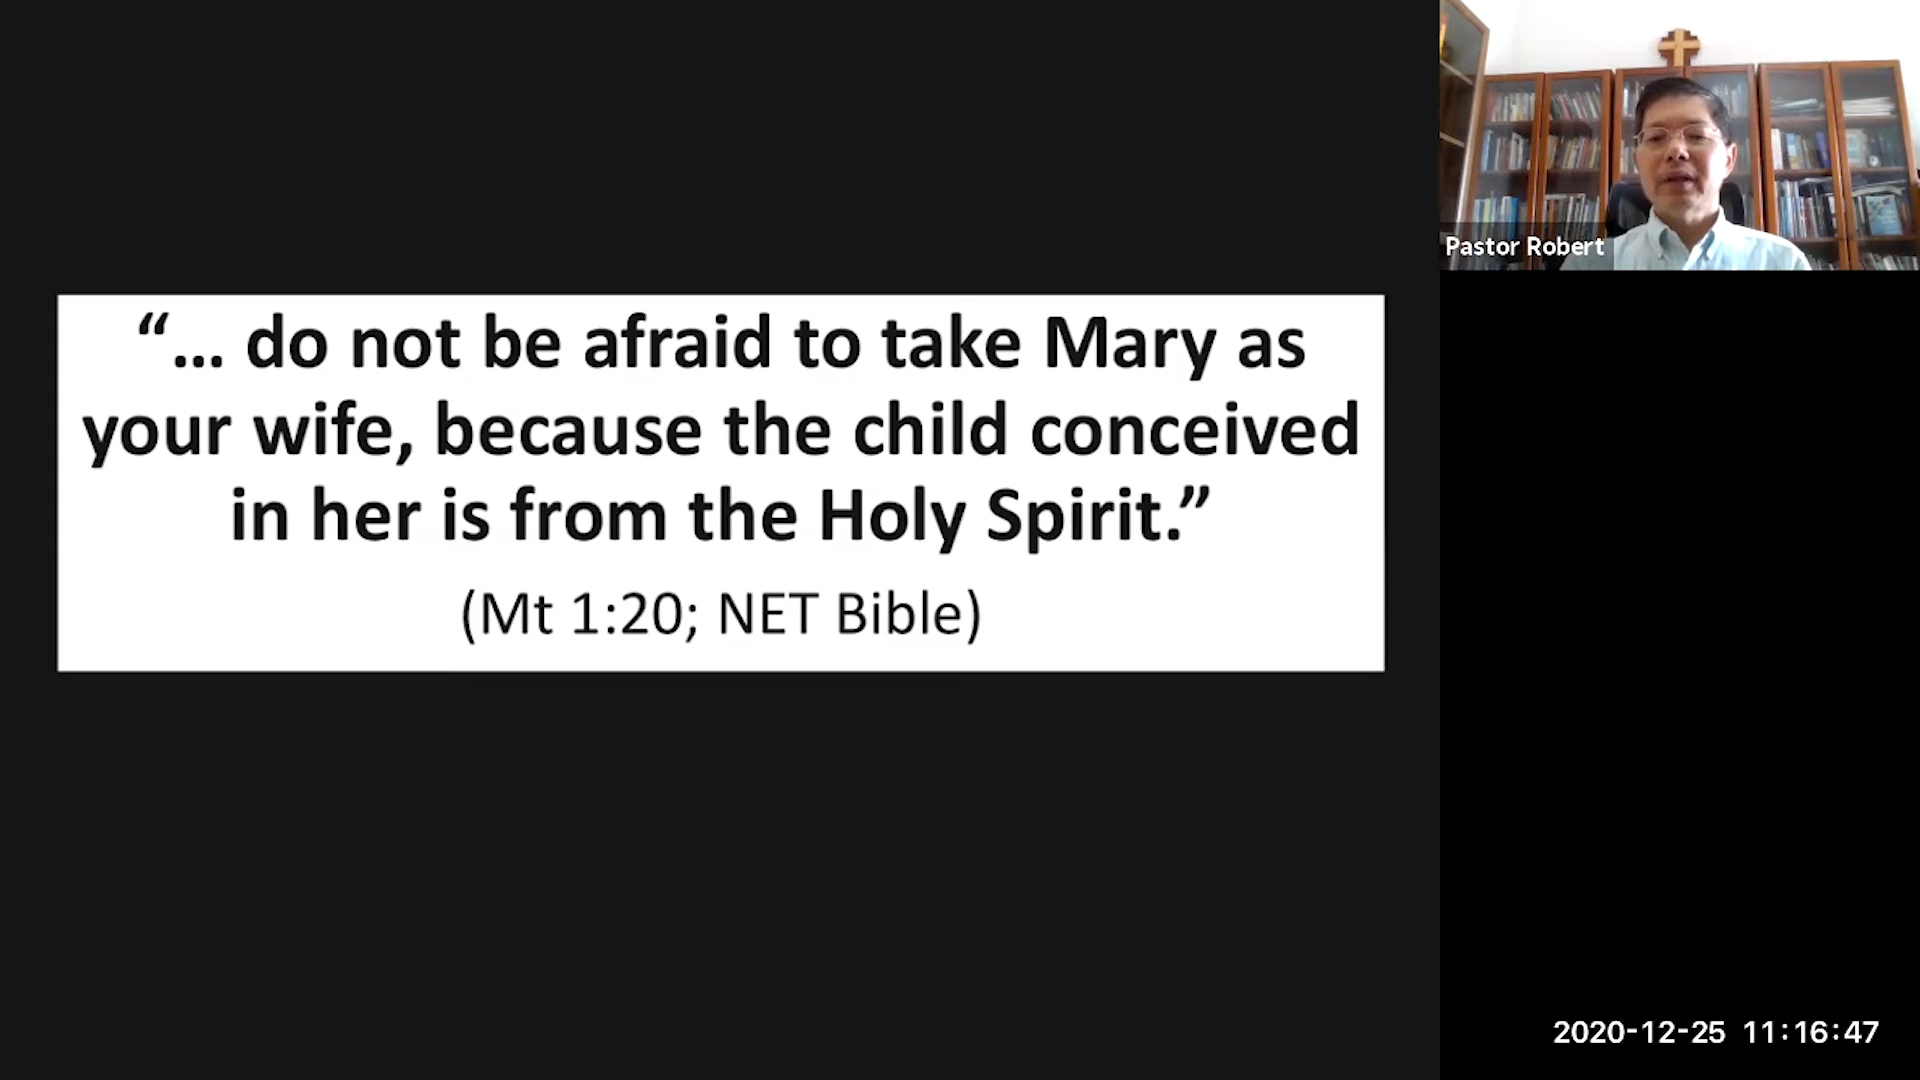 “... do not be afraid to take Mary as
your wife, because the child conceived
in her is from the Holy Spirit.”
(Mt 1:20; NET Bible)
Pastor Robert
2020-12-25 11:16:47